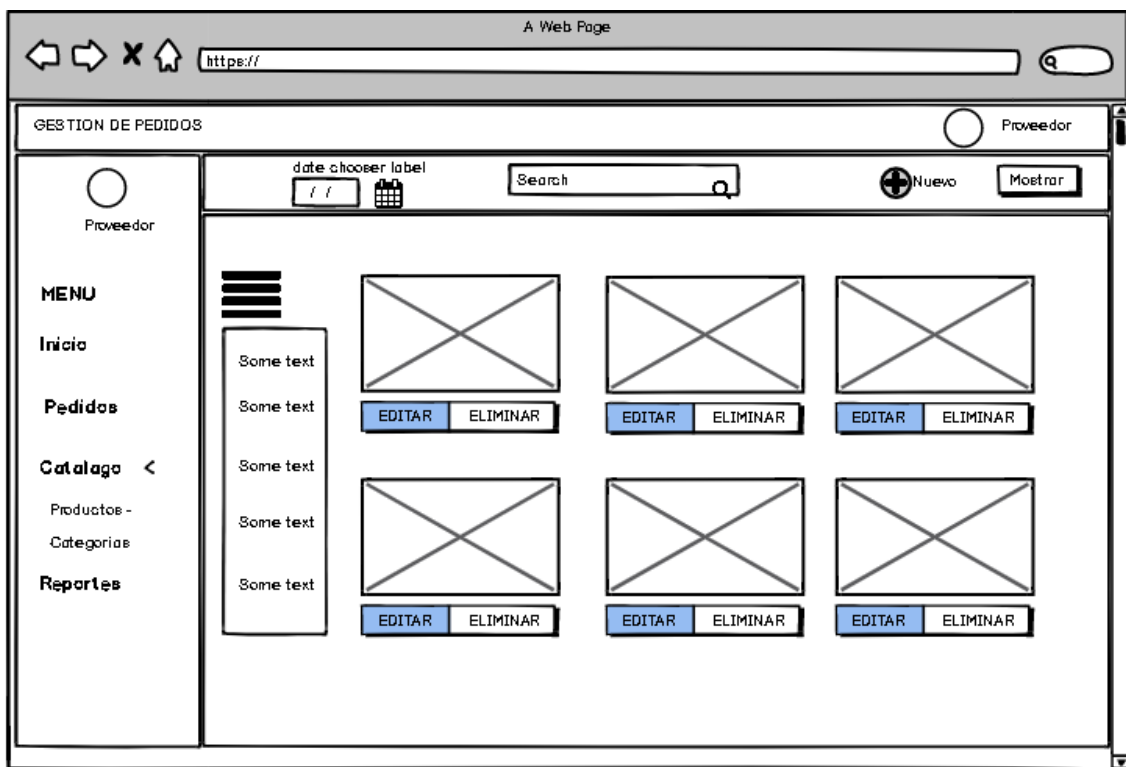 A Web Page
https://
GESTION DE PEDIDOS
Proveedor
Proveedor
MENU
Inicio
Pedidos
Catalago <
Productos -
Categorias
Reportes
date chooser label
/ /
Search
Nuevo
Mostrar
Some text
Some text
Some text
Some text
Some text
EDITAR ELIMINAR
EDITAR ELIMINAR
EDITAR ELIMINAR
EDITAR ELIMINAR
EDITAR ELIMINAR
EDITAR ELIMINAR